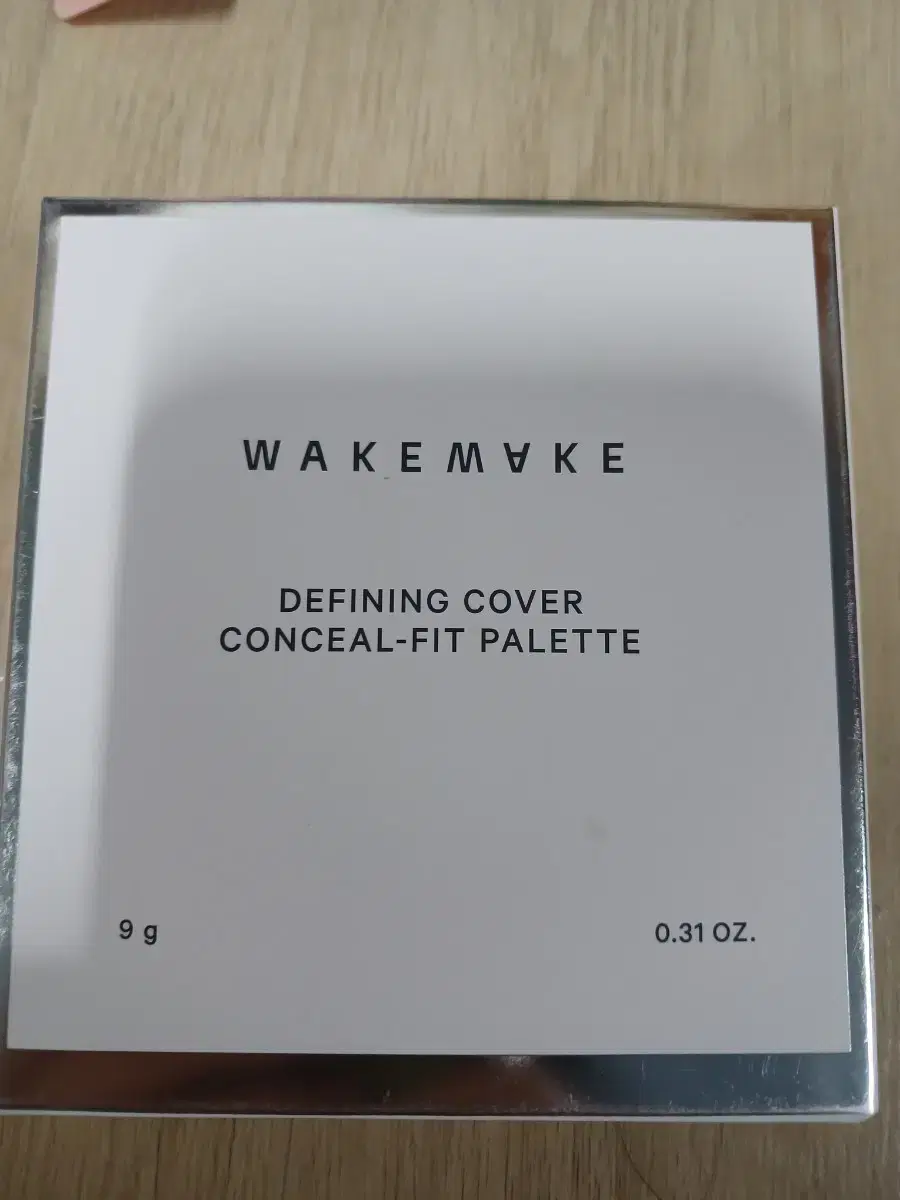 WAKEMAKE
DEFINING COVER
CONCEAL-FIT PALETTE
9 g
0.31 OZ.